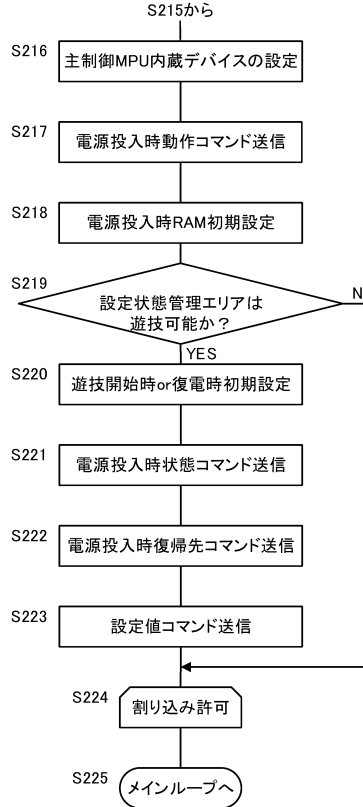 S215から
S216
主制御MPU内蔵デバイスの設定
S217
電源投入時動作コマンド送信
S218
電源投入時RAM初期設定
S219
設定状態管理エリアは
遊技可能か？
N
YES
S220
遊技開始時or復電時初期設定
S221
電源投入時状態コマンド送信
S222
電源投入時復帰先コマンド送信
S223
設定値コマンド送信
S224
割り込み許可
S225
メインループへ